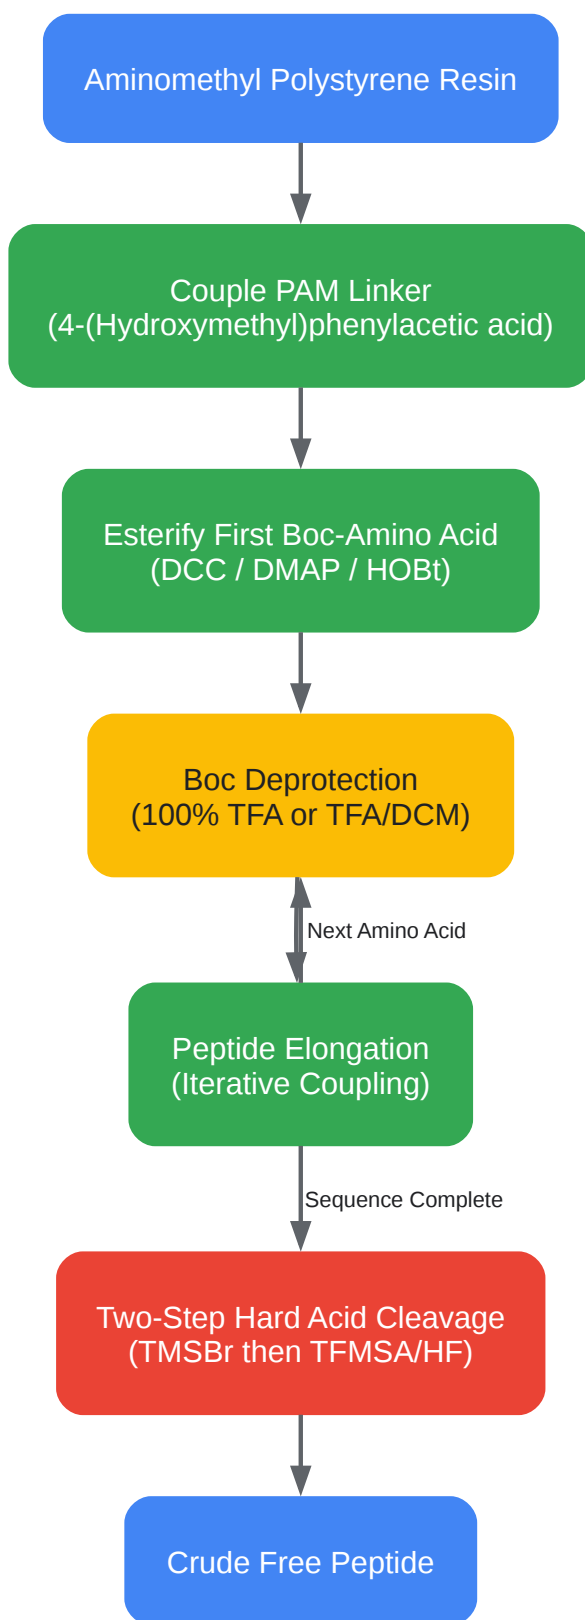 Aminomethyl Polystyrene Resin
Couple PAM Linker
(4-(Hydroxymethyl)phenylacetic acid)
Esterify First Boc-Amino Acid
(DCC / DMAP / HOBt)
Boc Deprotection
(100% TFA or TFA/DCM)
Next Amino Acid
Peptide Elongation
(Iterative Coupling)
Sequence Complete
Two-Step Hard Acid Cleavage
(TMSBr then TFMSA/HF)
Crude Free Peptide